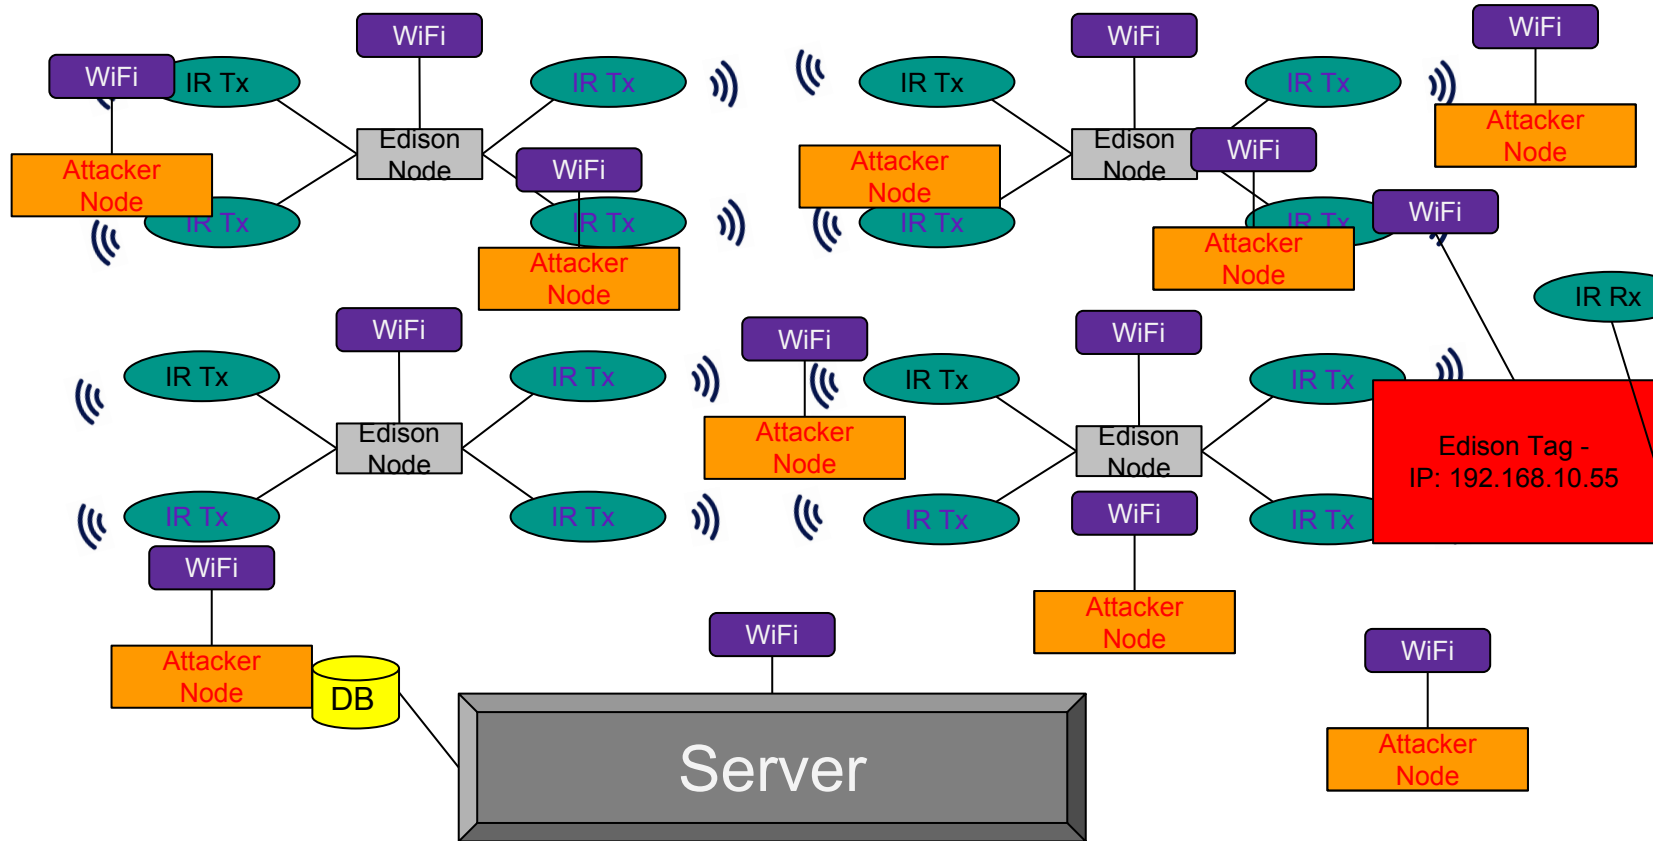 WiFi
WiFi
WiFi
WiFi
WiFi
IR Tx
IR Tx
IR Tx
IR Tx
Edison
Node
Edison
Node
Attacker
Node
Attacker
Node
WiFi
Attacker
Node
WiFi
IR Tx
IR Tx
IR Tx
IR Tx
WiFi
Attacker
Node
Attacker
Node
IR Rx
WiFi
WiFi
WiFi
IR Tx
IR Tx
IR Tx
IR Tx
Edison
Node
Attacker
Node
Edison
Node
Edison Tag -
IP: 192.168.10.55
IR Tx
IR Tx
IR Tx
IR Tx
WiFi
WiFi
Attacker
Node
WiFi
WiFi
Attacker
Node
DB
Server
Attacker
Node